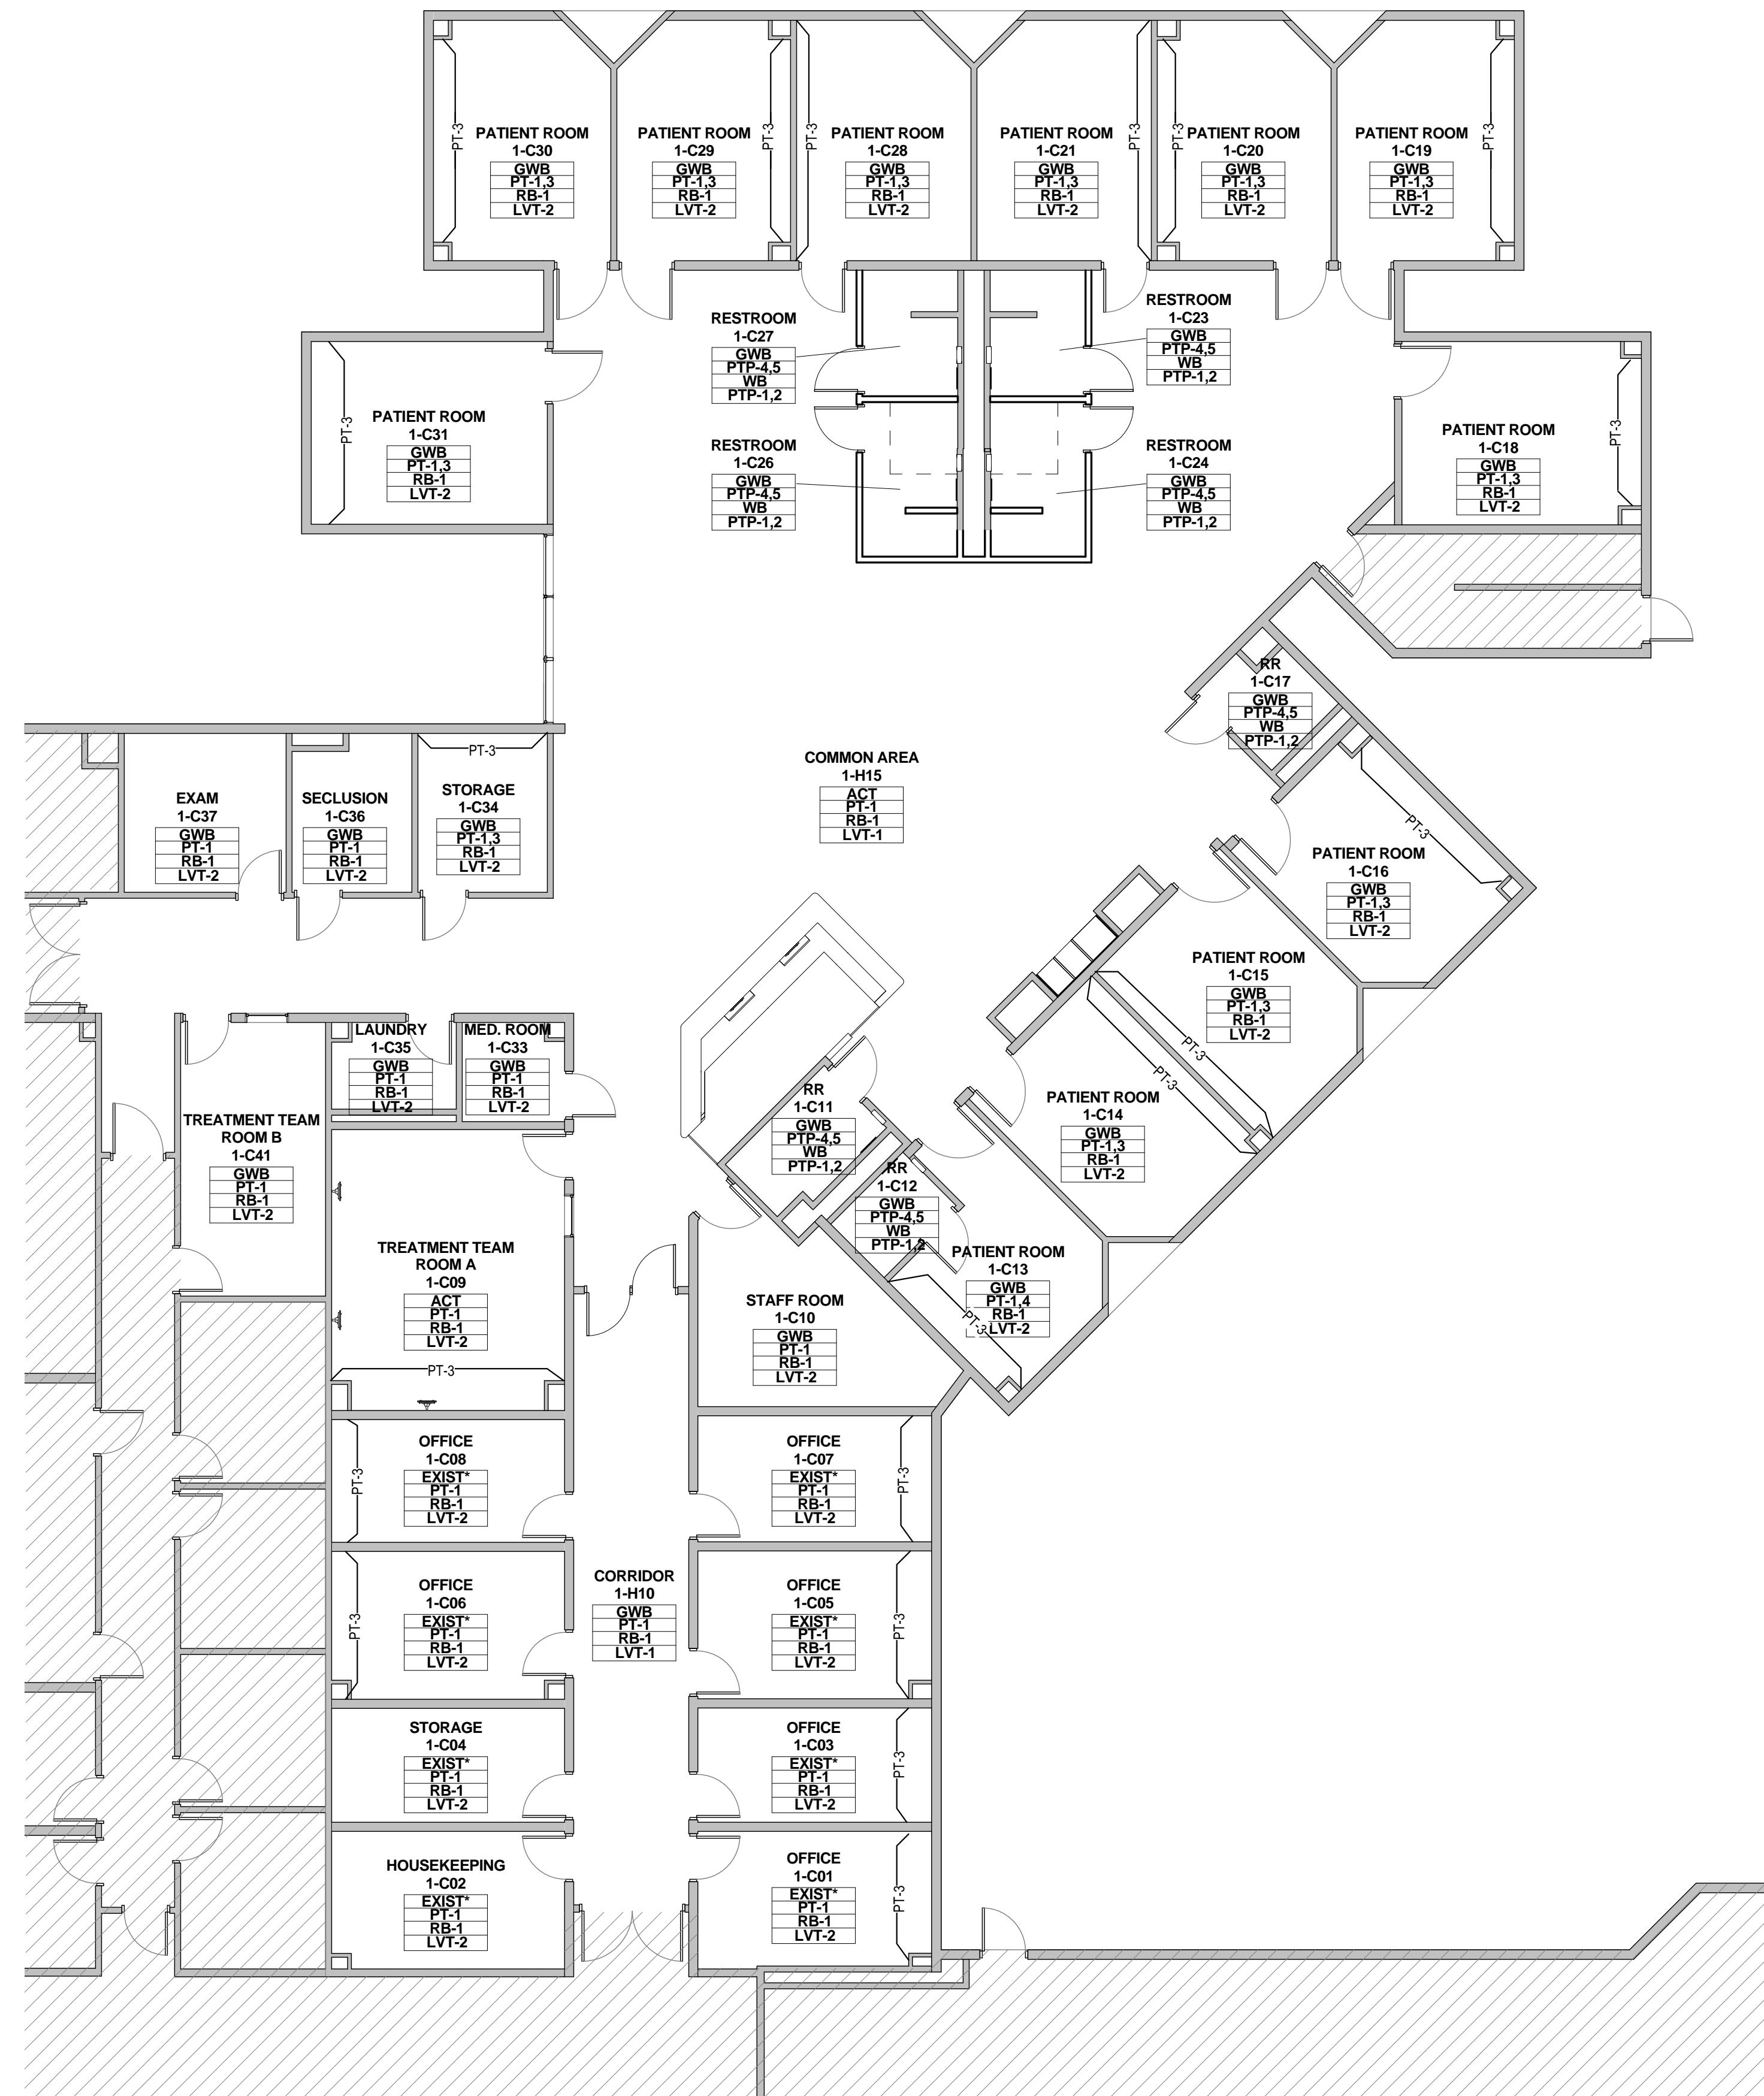 PATIENT ROOM
1-C30
GWB
PT-1,3
RB-1
LVT-2
PT-3
PATIENT ROOM
1-C29
GWB
PT-1,3
RB-1
LVT-2
PT-3
PATIENT ROOM
1-C28
GWB
PT-1,3
RB-1
LVT-2
PT-3
PATIENT ROOM
1-C21
GWB
PT-1,3
RB-1
LVT-2
PT-3
PATIENT ROOM
1-C20
GWB
PT-1,3
RB-1
LVT-2
PT-3
PATIENT ROOM
1-C19
GWB
PT-1,3
RB-1
LVT-2
PT-3
RESTROOM
1-C27
GWB
PTP-4,5
WB
PTP-1,2
RESTROOM
1-C23
GWB
PTP-4,5
WB
PTP-1,2
PATIENT ROOM
1-C31
GWB
PT-1,3
RB-1
LVT-2
PT-3
RESTROOM
1-C26
GWB
PTP-4,5
WB
PTP-1,2
RESTROOM
1-C24
GWB
PTP-4,5
WB
PTP-1,2
PATIENT ROOM
1-C18
GWB
PT-1,3
RB-1
LVT-2
PT-3
RR
1-C17
GWB
PTP-4,5
WB
PTP-1,2
EXAM
1-C37
GWB
PT-1
RB-1
LVT-2
SECLUSION
1-C36
GWB
PT-1
RB-1
LVT-2
PT-3
STORAGE
1-C34
GWB
PT-1,3
RB-1
LVT-2
COMMON AREA
1-H15
ACT
PT-1
RB-1
LVT-1
PT-3
PATIENT ROOM
1-C16
GWB
PT-1,3
RB-1
LVT-2
PATIENT ROOM
1-C15
GWB
PT-1,3
RB-1
LVT-2
PT-3
LAUNDRY
1-C35
GWB
PT-1
RB-1
LVT-2
MED. ROOM
1-C33
GWB
PT-1
RB-1
LVT-2
RR
1-C11
GWB
PTP-4,5
WB
PTP-1,2
PT-3
PATIENT ROOM
1-C14
GWB
PT-1,3
RB-1
LVT-2
TREATMENT TEAM
ROOM B
1-C41
GWB
PT-1
RB-1
LVT-2
RR
1-C12
GWB
PTP-4,5
WB
PTP-1,2
TREATMENT TEAM
ROOM A
1-C09
ACT
PT-1
RB-1
LVT-2
PT-3
STAFF ROOM
1-C10
GWB
PT-1
RB-1
LVT-2
PATIENT ROOM
1-C13
GWB
PT-1,4
RB-1
LVT-2
PT-3
OFFICE
1-C08
EXIST*
PT-1
RB-1
LVT-2
PT-3
OFFICE
1-C07
EXIST*
PT-1
RB-1
LVT-2
PT-3
OFFICE
1-C06
EXIST*
PT-1
RB-1
LVT-2
PT-3
CORRIDOR
1-H10
GWB
PT-1
RB-1
LVT-1
OFFICE
1-C05
EXIST*
PT-1
RB-1
LVT-2
PT-3
STORAGE
1-C04
EXIST*
PT-1
RB-1
LVT-2
OFFICE
1-C03
EXIST*
PT-1
RB-1
LVT-2
PT-3
HOUSEKEEPING
1-C02
EXIST*
PT-1
RB-1
LVT-2
OFFICE
1-C01
EXIST*
PT-1
RB-1
LVT-2
PT-3